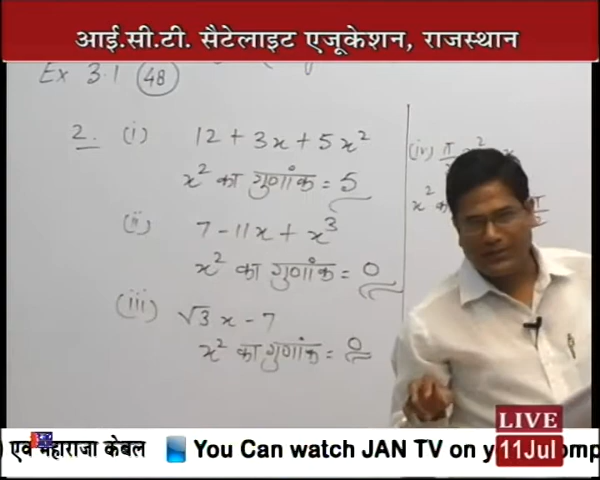 आई.सी.टी. सैटेलाइट एजूकेशन, राजस्थान
Ex 3.1 (48)
2. (i) 12 + 3x + 5x²
x² का गुणांक = 5
(ii) 7 - 11x + x³
x² का गुणांक = 0
(iii) √3 x - 7
x² का गुणांक = 0
(iv) π
x²
LIVE
एवं महाराजा केबल You Can watch JAN TV on y
11Jul